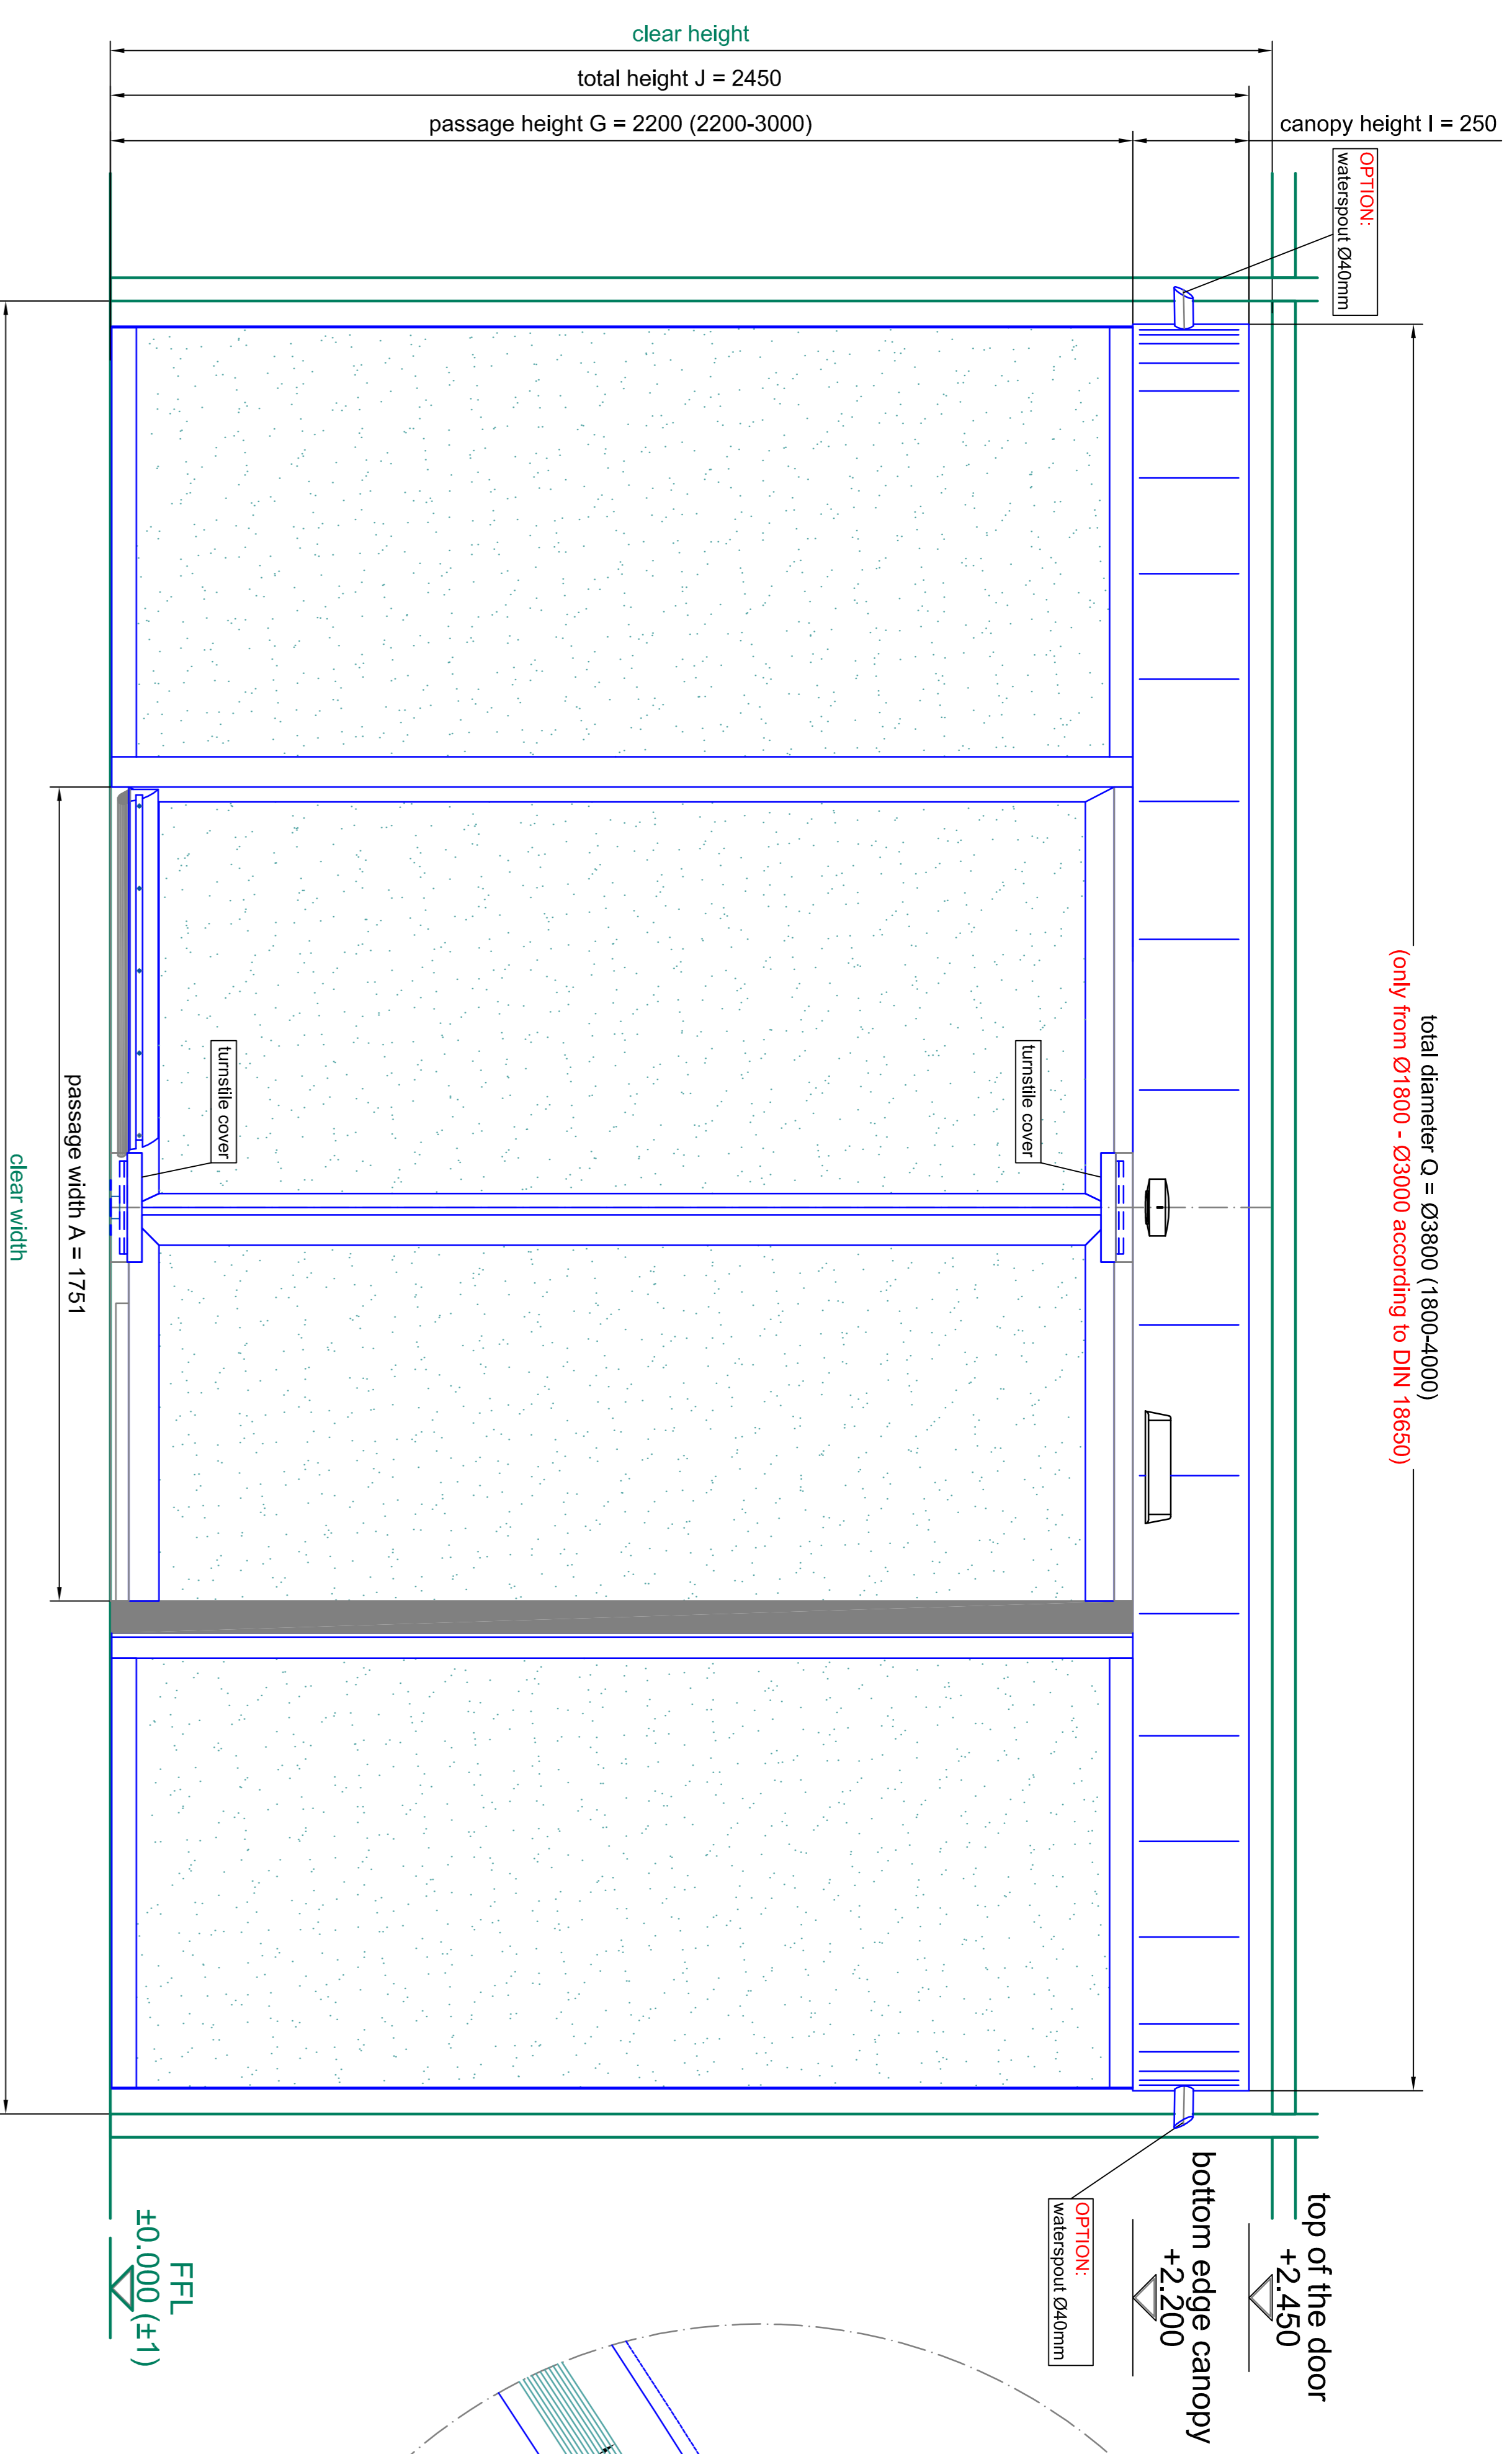 clear height
total height J = 2450
passage height G = 2200 (2200-3000)
canopy height I = 250
OPTION:
waterspout Ø40mm
total diameter Q = Ø3800 (1800-4000)
(only from Ø1800 - Ø3000 according to DIN 18650)
turnstile cover
turnstile cover
passage width A = 1751
clear width
top of the door
+2.450
bottom edge canopy
+2.200
OPTION:
waterspout Ø40mm
FFL
±0.000 (±1)